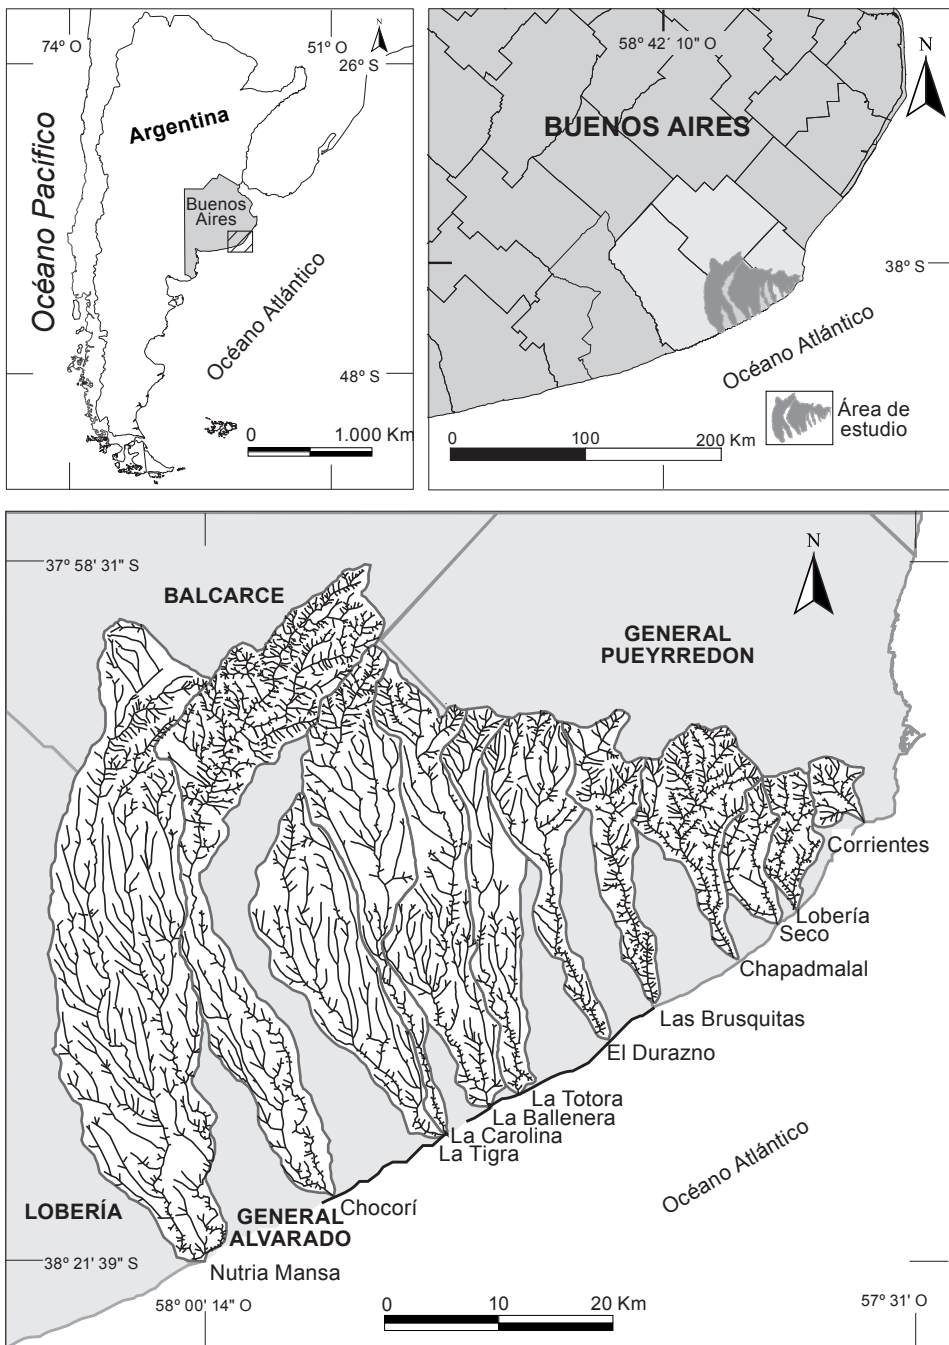 74º O
51º O
N
26º S
Océano Pacífico
Argentina
Buenos
Aires
Océano Atlántico
48º S
0
1.000 Km
58º 42´ 10" O
N
BUENOS AIRES
38º S
Océano Atlántico
Área de
estudio
0
100
200 Km
37º 58' 31" S
BALCARCE
N
GENERAL
PUEYRREDON
Corrientes
Lobería
Seco
Chapadmalal
Las Brusquitas
El Durazno
La Totora
La Ballenera
La Carolina
La Tigra
Océano Atlántico
Chocorí
LOBERÍA
GENERAL
ALVARADO
38º 21' 39" S
Nutria Mansa
58º 00' 14" O
0
10
20 Km
57º 31' O